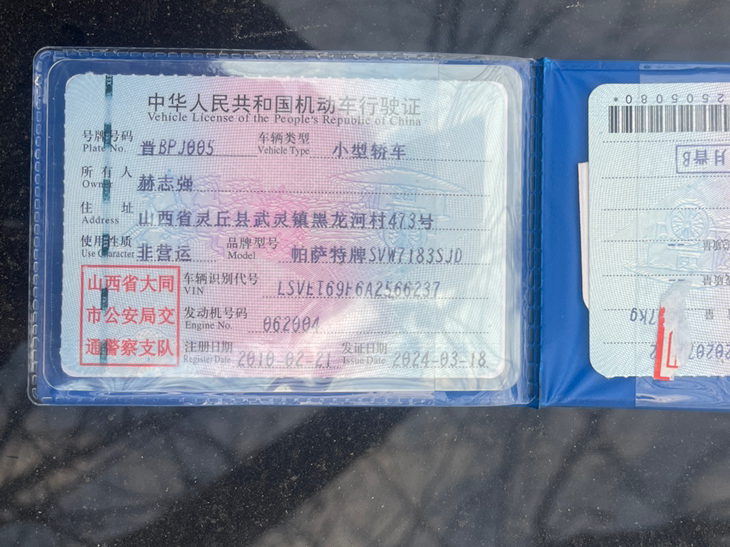 中华人民共和国机动车行驶证
Vehicle License of the People's Republic of China
号牌号码 晋BPJ005 车辆类型 小型轿车
Plate No. Vehicle Type
所有人 赫志强
Owner
住址 山西省灵丘县武灵镇黑龙河村473号
Address
使用性质 非营运 品牌型号 帕萨特牌SVW7183SJD
Use Character Model
山西省大同
市公安局交
通警察支队
车辆识别代号 LSVET69F6A2566237
VIN
发动机号码 062004
Engine No.
注册日期 2010-02-21 发证日期 2024-03-18
Register Date Issue Date